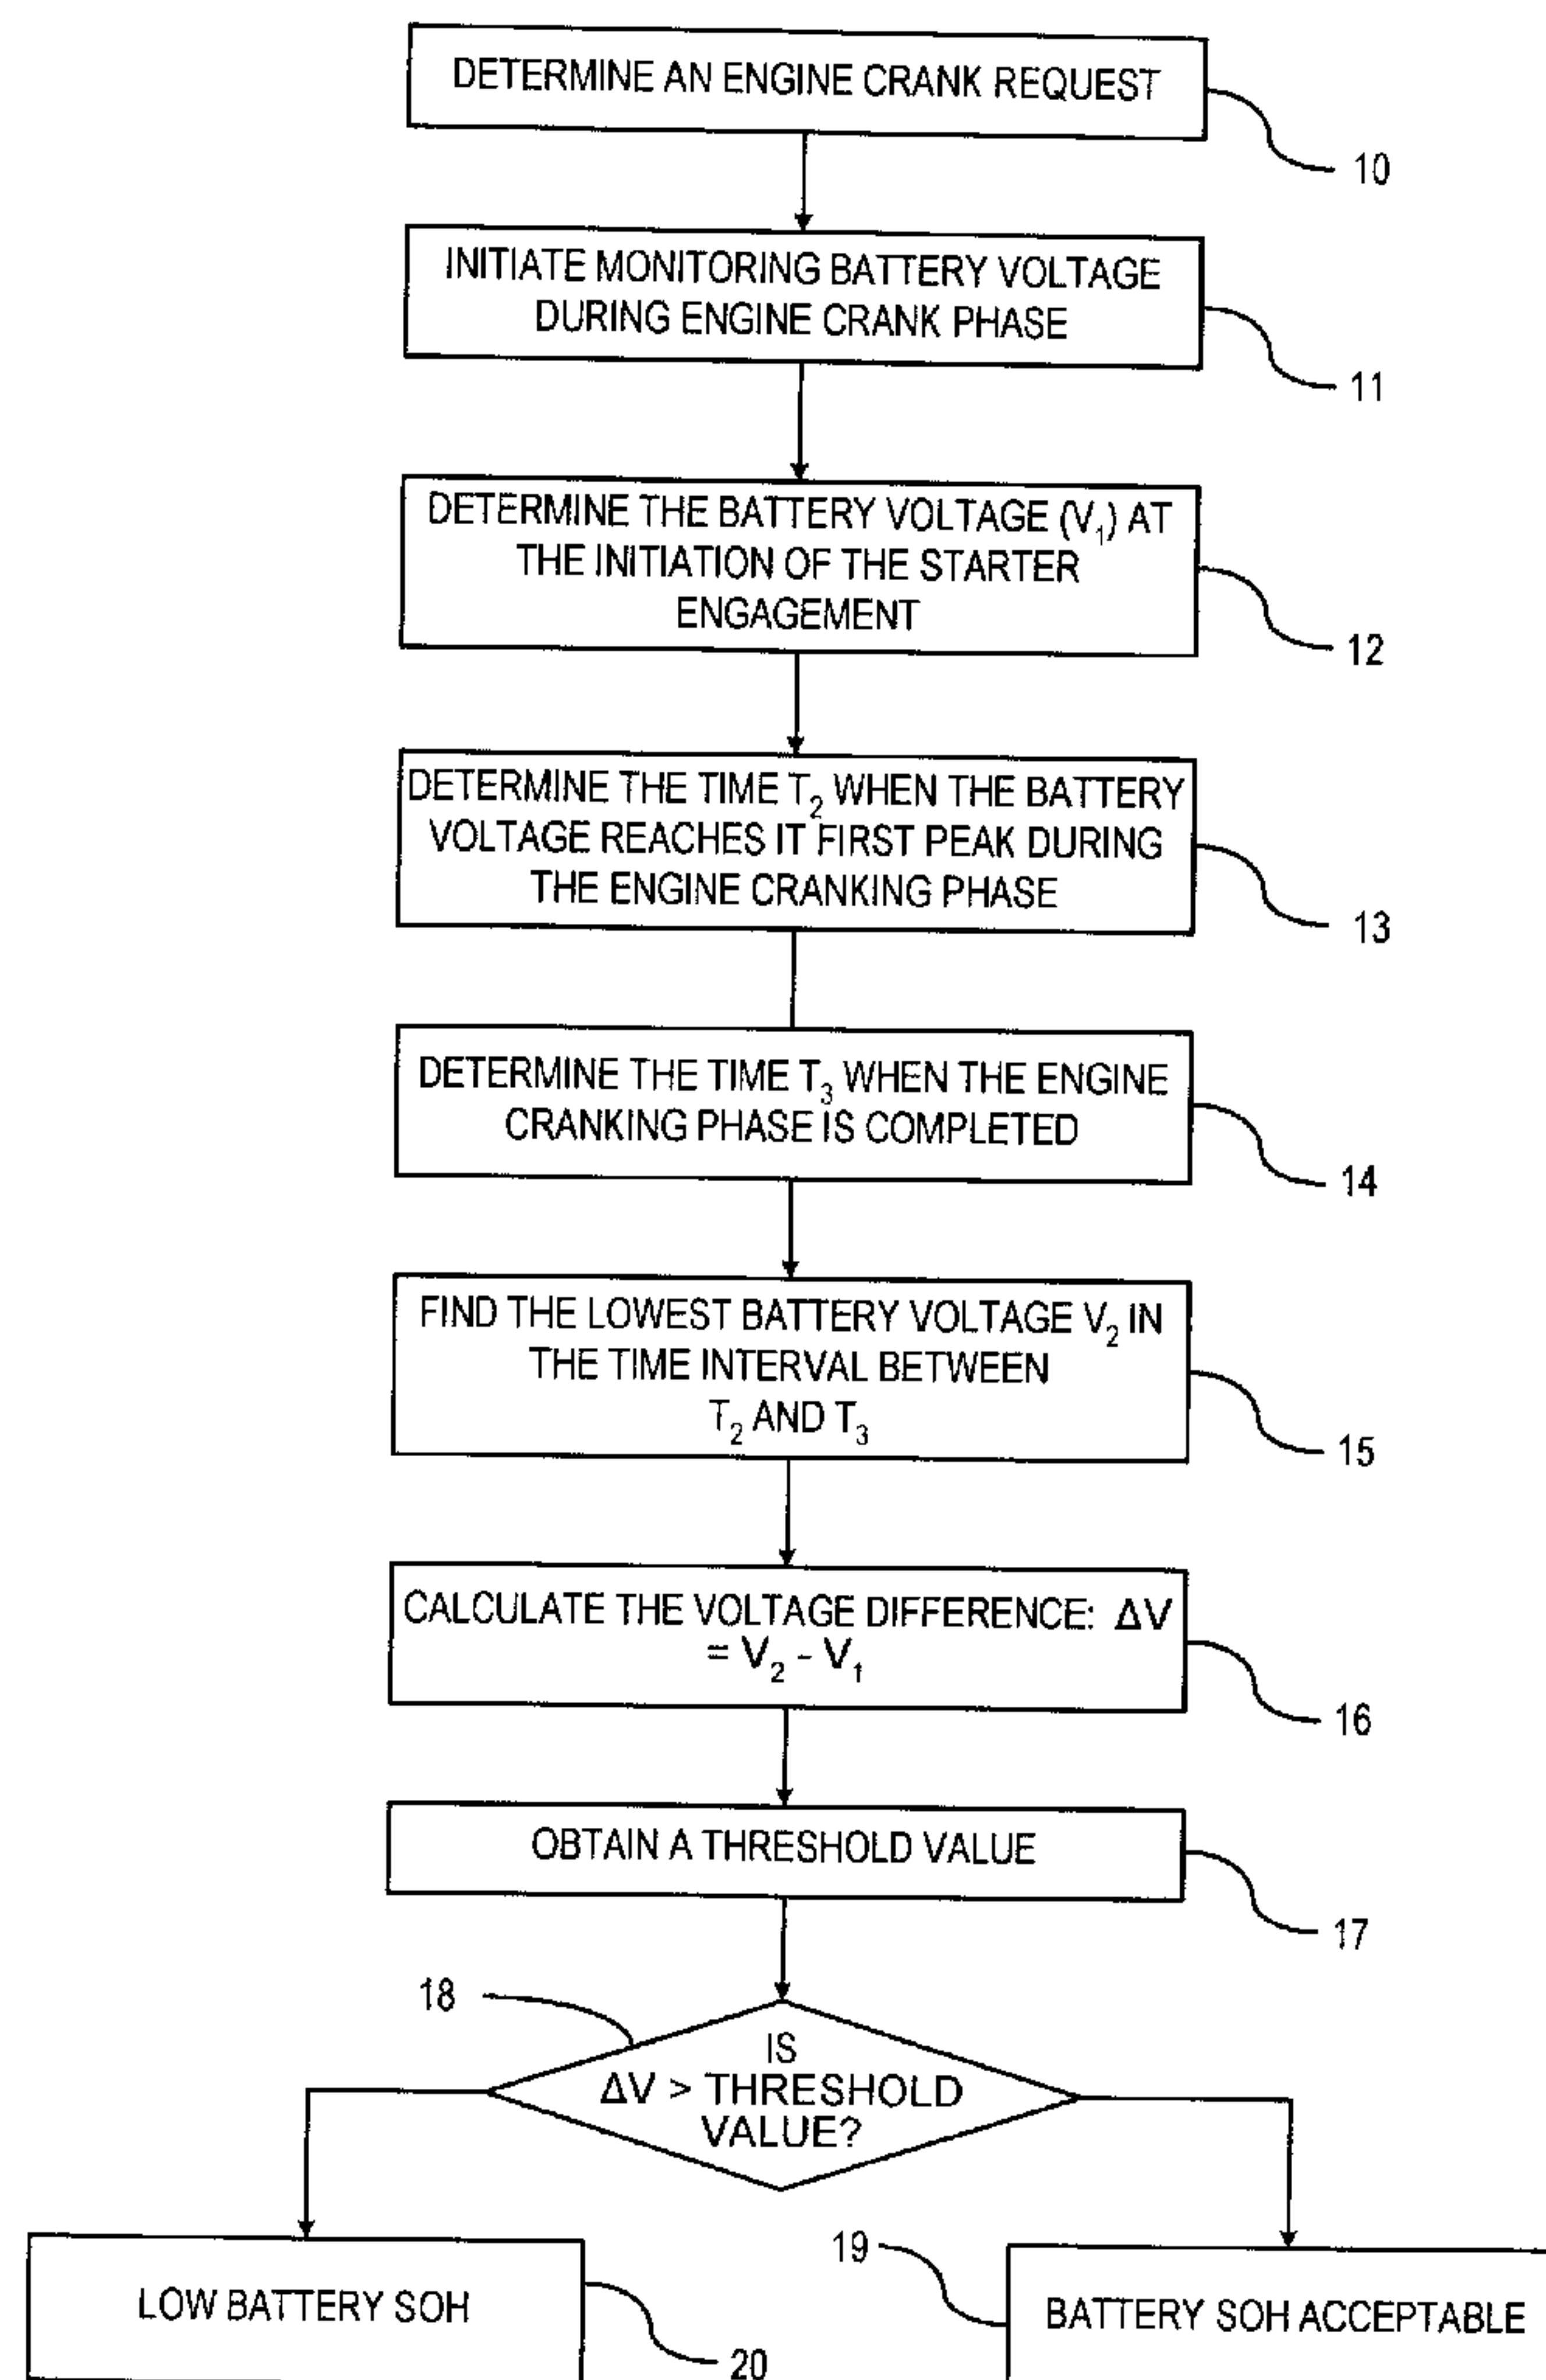 DETERMINE AN ENGINE CRANK REQUEST
10
INITIATE MONITORING BATTERY VOLTAGE
DURING ENGINE CRANK PHASE
11
DETERMINE THE BATTERY VOLTAGE (V₁) AT
THE INITIATION OF THE STARTER
ENGAGEMENT
12
DETERMINE THE TIME T₂ WHEN THE BATTERY
VOLTAGE REACHES IT FIRST PEAK DURING
THE ENGINE CRANKING PHASE
13
DETERMINE THE TIME T₃ WHEN THE ENGINE
CRANKING PHASE IS COMPLETED
14
FIND THE LOWEST BATTERY VOLTAGE V₂ IN
THE TIME INTERVAL BETWEEN
T₂ AND T₃
15
CALCULATE THE VOLTAGE DIFFERENCE: ΔV
= V₂ - V₁
16
OBTAIN A THRESHOLD VALUE
17
18
IS
ΔV > THRESHOLD
VALUE?
LOW BATTERY SOH
20
19
BATTERY SOH ACCEPTABLE